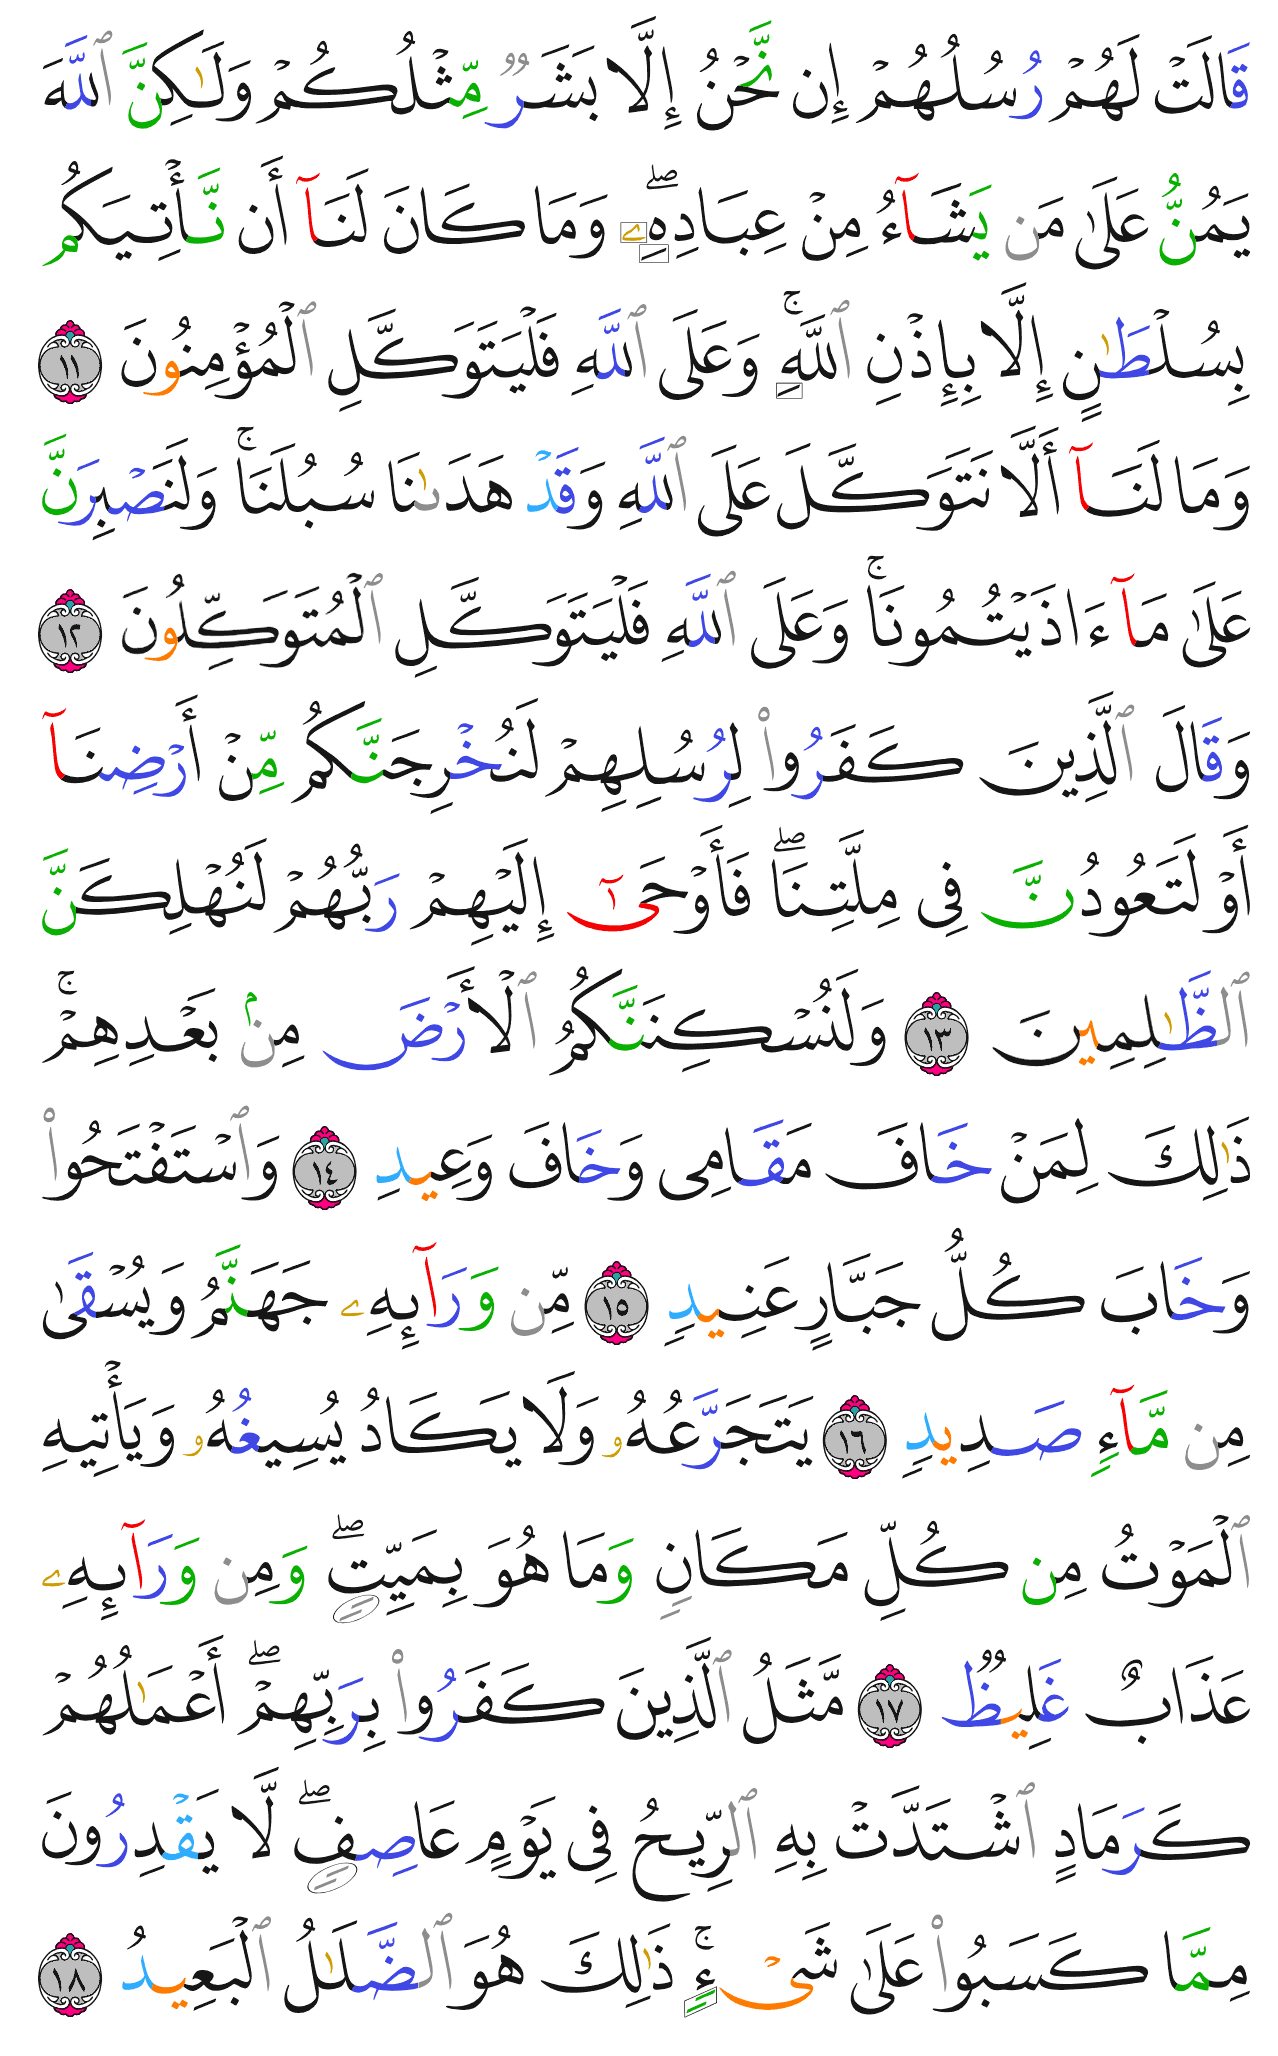 قَالَتْ لَهُمْ رُسُلُهُمْ إِن نَّحْنُ إِلَّا بَشَرٌ مِّثْلُكُمْ وَلَٰكِنَّ ٱللَّهَ
يَمُنُّ عَلَىٰ مَن يَشَآءُ مِنْ عِبَادِهِۦ ۖ وَمَا كَانَ لَنَآ أَن نَّأْتِيَكُم
بِسُلْطَٰنٍ إِلَّا بِإِذْنِ ٱللَّهِ ۚ وَعَلَى ٱللَّهِ فَلْيَتَوَكَّلِ ٱلْمُؤْمِنُونَ ١١
وَمَا لَنَآ أَلَّا نَتَوَكَّلَ عَلَى ٱللَّهِ وَقَدْ هَدَىٰنَا سُبُلَنَا ۚ وَلَنَصْبِرَنَّ
عَلَىٰ مَآ ءَاذَيْتُمُونَا ۚ وَعَلَى ٱللَّهِ فَلْيَتَوَكَّلِ ٱلْمُتَوَكِّلُونَ ١٢
وَقَالَ ٱلَّذِينَ كَفَرُوا۟ لِرُسُلِهِمْ لَنُخْرِجَنَّكُم مِّنْ أَرْضِنَآ
أَوْ لَتَعُودُنَّ فِى مِلَّتِنَا ۖ فَأَوْحَىٰٓ إِلَيْهِمْ رَبُّهُمْ لَنُهْلِكَنَّ
ٱلظَّٰلِمِينَ ١٣ وَلَنُسْكِنَنَّكُمُ ٱلْأَرْضَ مِنۢ بَعْدِهِمْ ۚ
ذَٰلِكَ لِمَنْ خَافَ مَقَامِى وَخَافَ وَعِيدِ ١٤ وَٱسْتَفْتَحُوا۟
وَخَابَ كُلُّ جَبَّارٍ عَنِيدٍ ١٥ مِّن وَرَآئِهِۦ جَهَنَّمُ وَيُسْقَىٰ
مِن مَّآءٍ صَدِيدٍ ١٦ يَتَجَرَّعُهُۥ وَلَا يَكَادُ يُسِيغُهُۥ وَيَأْتِيهِ
ٱلْمَوْتُ مِن كُلِّ مَكَانٍ وَمَا هُوَ بِمَيِّتٍ ۖ وَمِن وَرَآئِهِۦ
عَذَابٌ غَلِيظٌ ١٧ مَّثَلُ ٱلَّذِينَ كَفَرُوا۟ بِرَبِّهِمْ ۖ أَعْمَٰلُهُمْ
كَرَمَادٍ ٱشْتَدَّتْ بِهِ ٱلرِّيحُ فِى يَوْمٍ عَاصِفٍ ۖ لَّا يَقْدِرُونَ
مِمَّا كَسَبُوا۟ عَلَىٰ شَىْءٍ ۚ ذَٰلِكَ هُوَ ٱلضَّلَٰلُ ٱلْبَعِيدُ ١٨